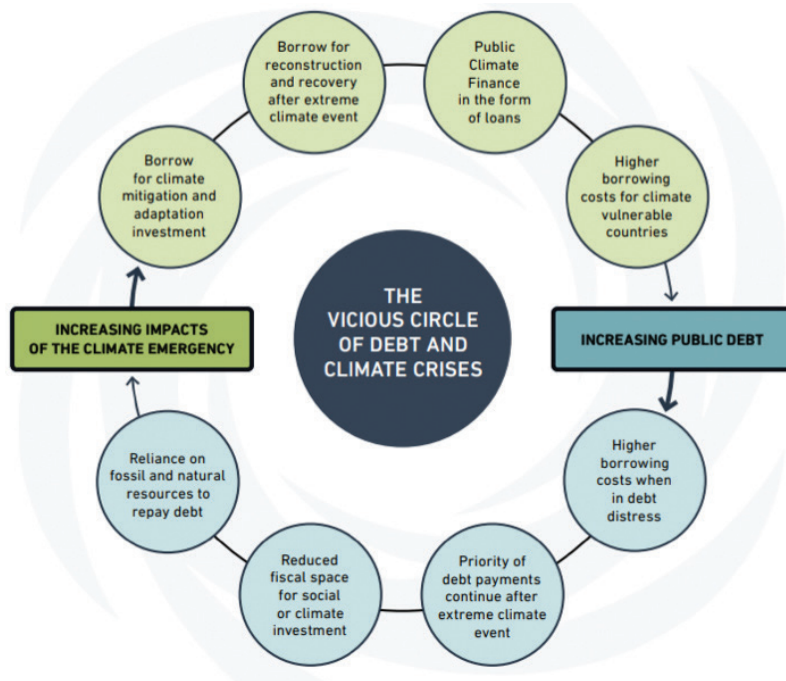 Borrow for
reconstruction
and recovery
after extreme
climate event
Public
Climate
Finance
in the form
of loans
Borrow
for climate
mitigation and
adaptation
investment
Higher
borrowing
costs for climate
vulnerable
countries
THE
VICIOUS CIRCLE
OF DEBT AND
CLIMATE CRISES
INCREASING IMPACTS
OF THE CLIMATE EMERGENCY
INCREASING PUBLIC DEBT
Reliance on
fossil and natural
resources to
repay debt
Higher
borrowing
costs when
in debt
distress
Reduced
fiscal space
for social
or climate
investment
Priority of
debt payments
continue after
extreme climate
event